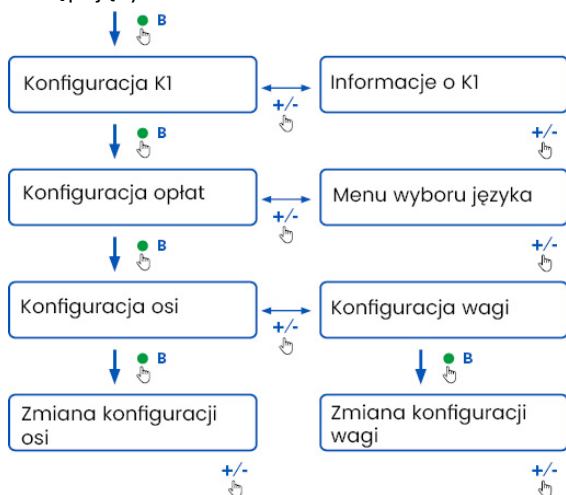 B
Konfiguracja K1
Informacje o K1
+/-
+/-
B
Konfiguracja opłat
Menu wyboru języka
+/-
+/-
B
Konfiguracja osi
Konfiguracja wagi
+/-
B
B
Zmiana konfiguracji
osi
Zmiana konfiguracji
wagi
+/-
+/-